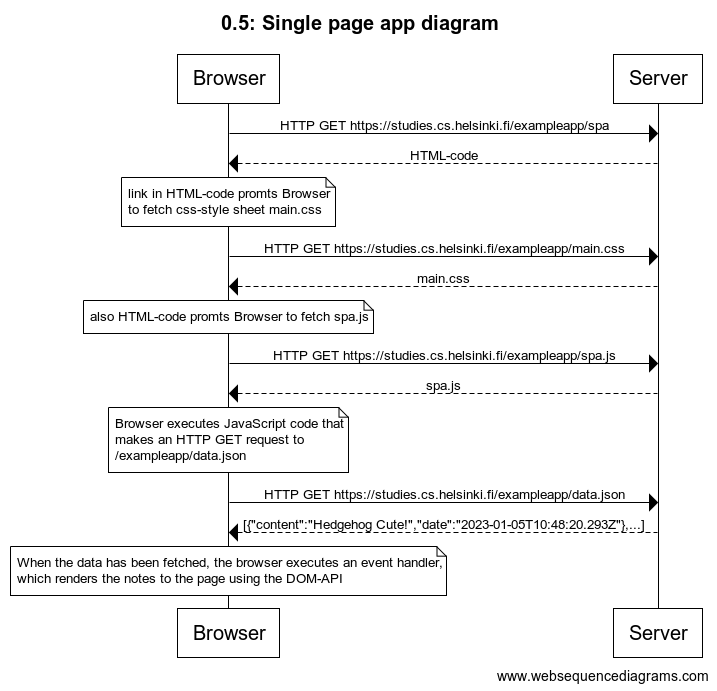 0.5: Single page app diagram
Browser
Server
HTTP GET https://studies.cs.helsinki.fi/exampleapp/spa
HTML-code
link in HTML-code promts Browser
to fetch css-style sheet main.css
HTTP GET https://studies.cs.helsinki.fi/exampleapp/main.css
main.css
also HTML-code promts Browser to fetch spa.js
HTTP GET https://studies.cs.helsinki.fi/exampleapp/spa.js
spa.js
Browser executes JavaScript code that
makes an HTTP GET request to
/exampleapp/data.json
HTTP GET https://studies.cs.helsinki.fi/exampleapp/data.json
[{"content":"Hedgehog Cute!","date":"2023-01-05T10:48:20.293Z"},...]
When the data has been fetched, the browser executes an event handler,
which renders the notes to the page using the DOM-API
Browser
Server
www.websequencediagrams.com